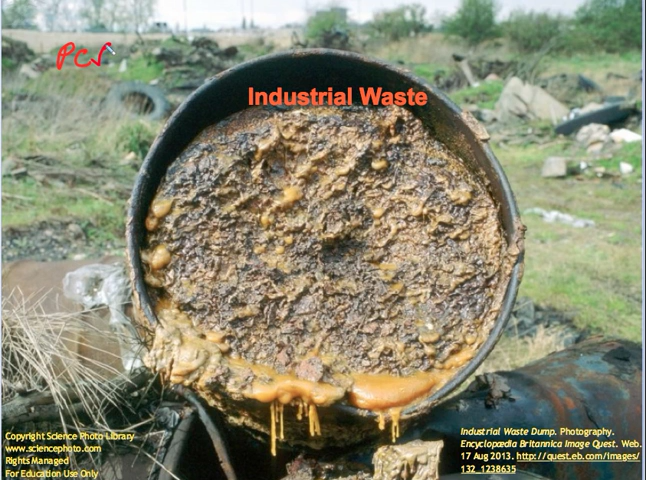 PCN
Industrial Waste
Copyright Science Photo Library
www.sciencephoto.com
Rights Managed
For Education Use Only
Industrial Waste Dump. Photography.
Encyclopædia Britannica Image Quest. Web.
17 Aug 2013. http://quest.eb.com/images/
132_1238635